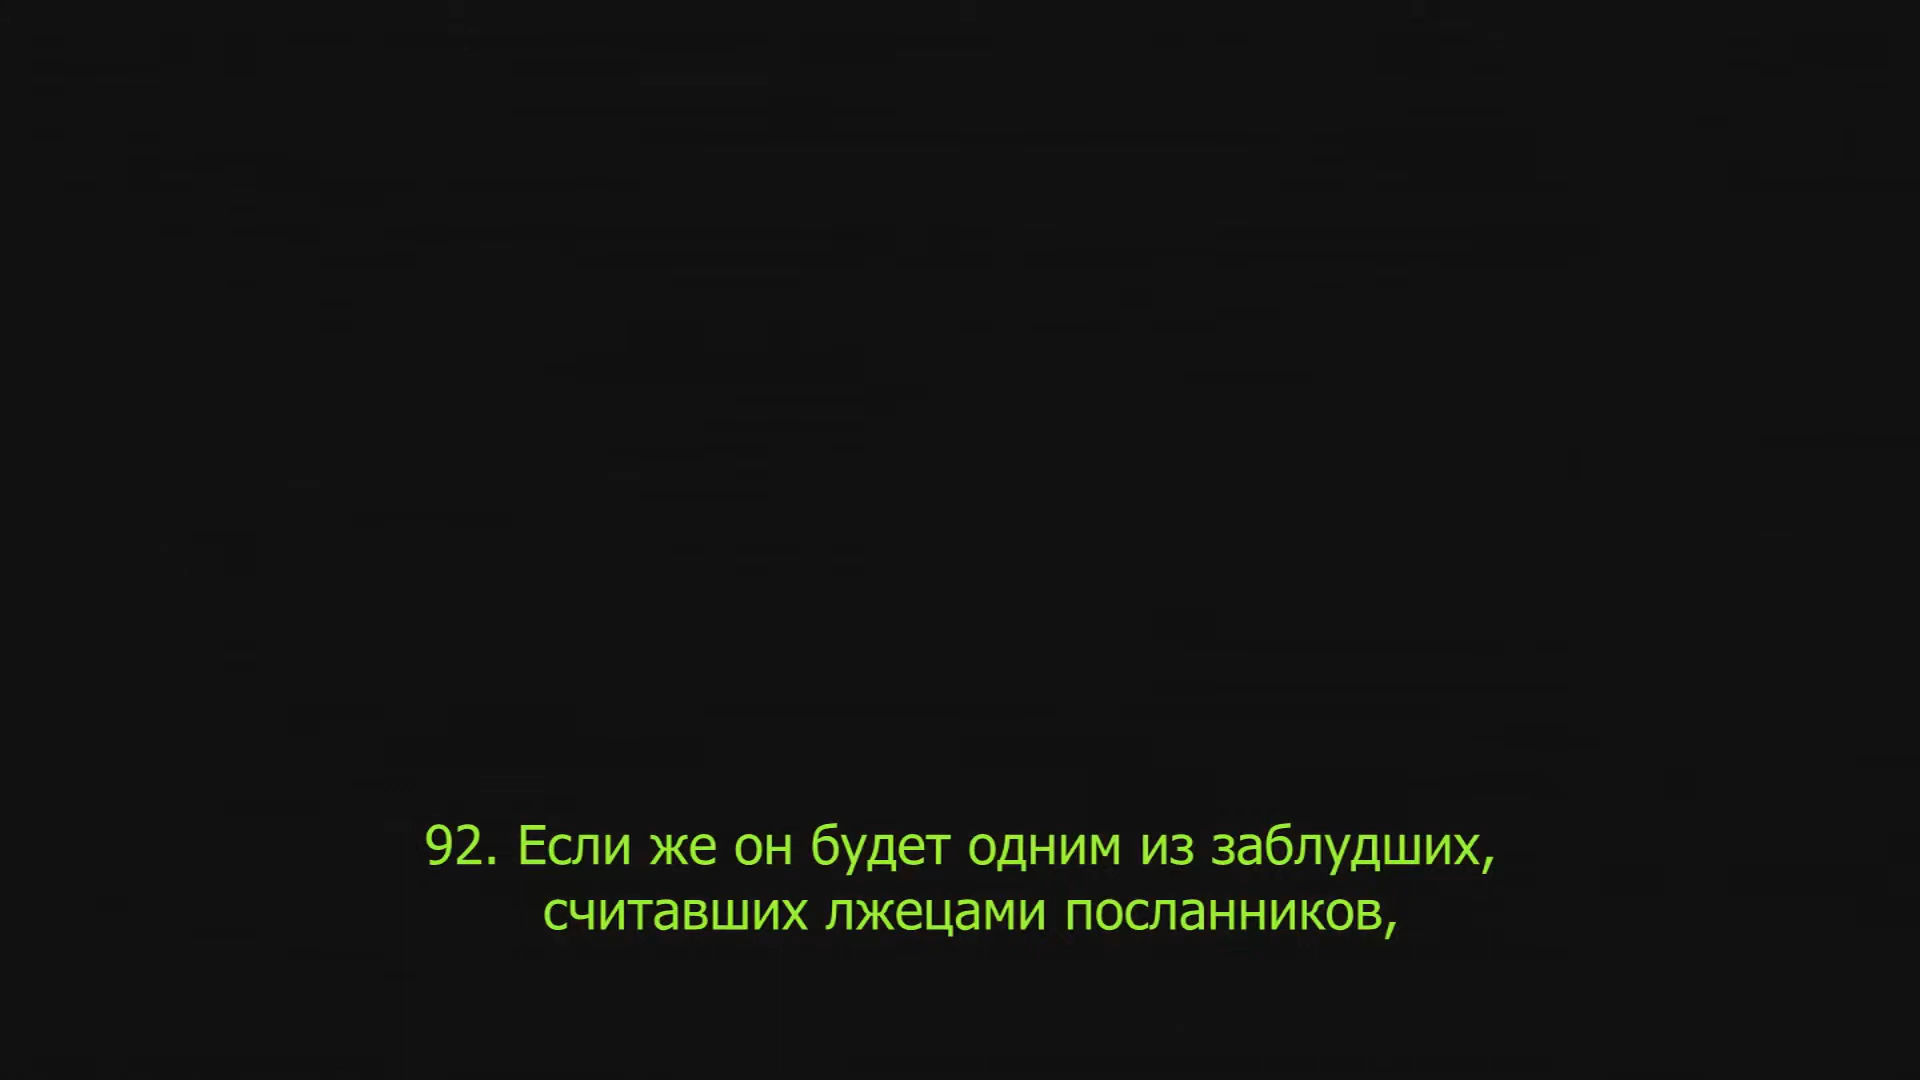 92. Если же он будет одним из заблудших,
считавших лжецами посланников,